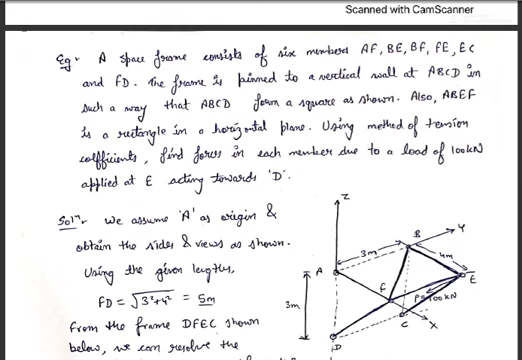 Scanned with CamScanner
Eg:- A space frame consists of six members AF, BE, BF, FE, EC
and FD. The frame is pinned to a vertical wall at ABCD in
such a way that ABCD form a square as shown. Also, ABEF
is a rectangle in a horizontal plane. Using method of tension
coefficients, find forces in each member due to a load of 100kN
applied at E acting towards 'D'.
Sol:- We assume 'A' as origin &
obtain the sides & views as shown.
Using the given lengths,
FD = √3²+4² = 5m
From the frame DFEC shown
below, we can resolve the
Z
B
Y
3m
4m
A
E
F
P=100kN
3m
C
X
D